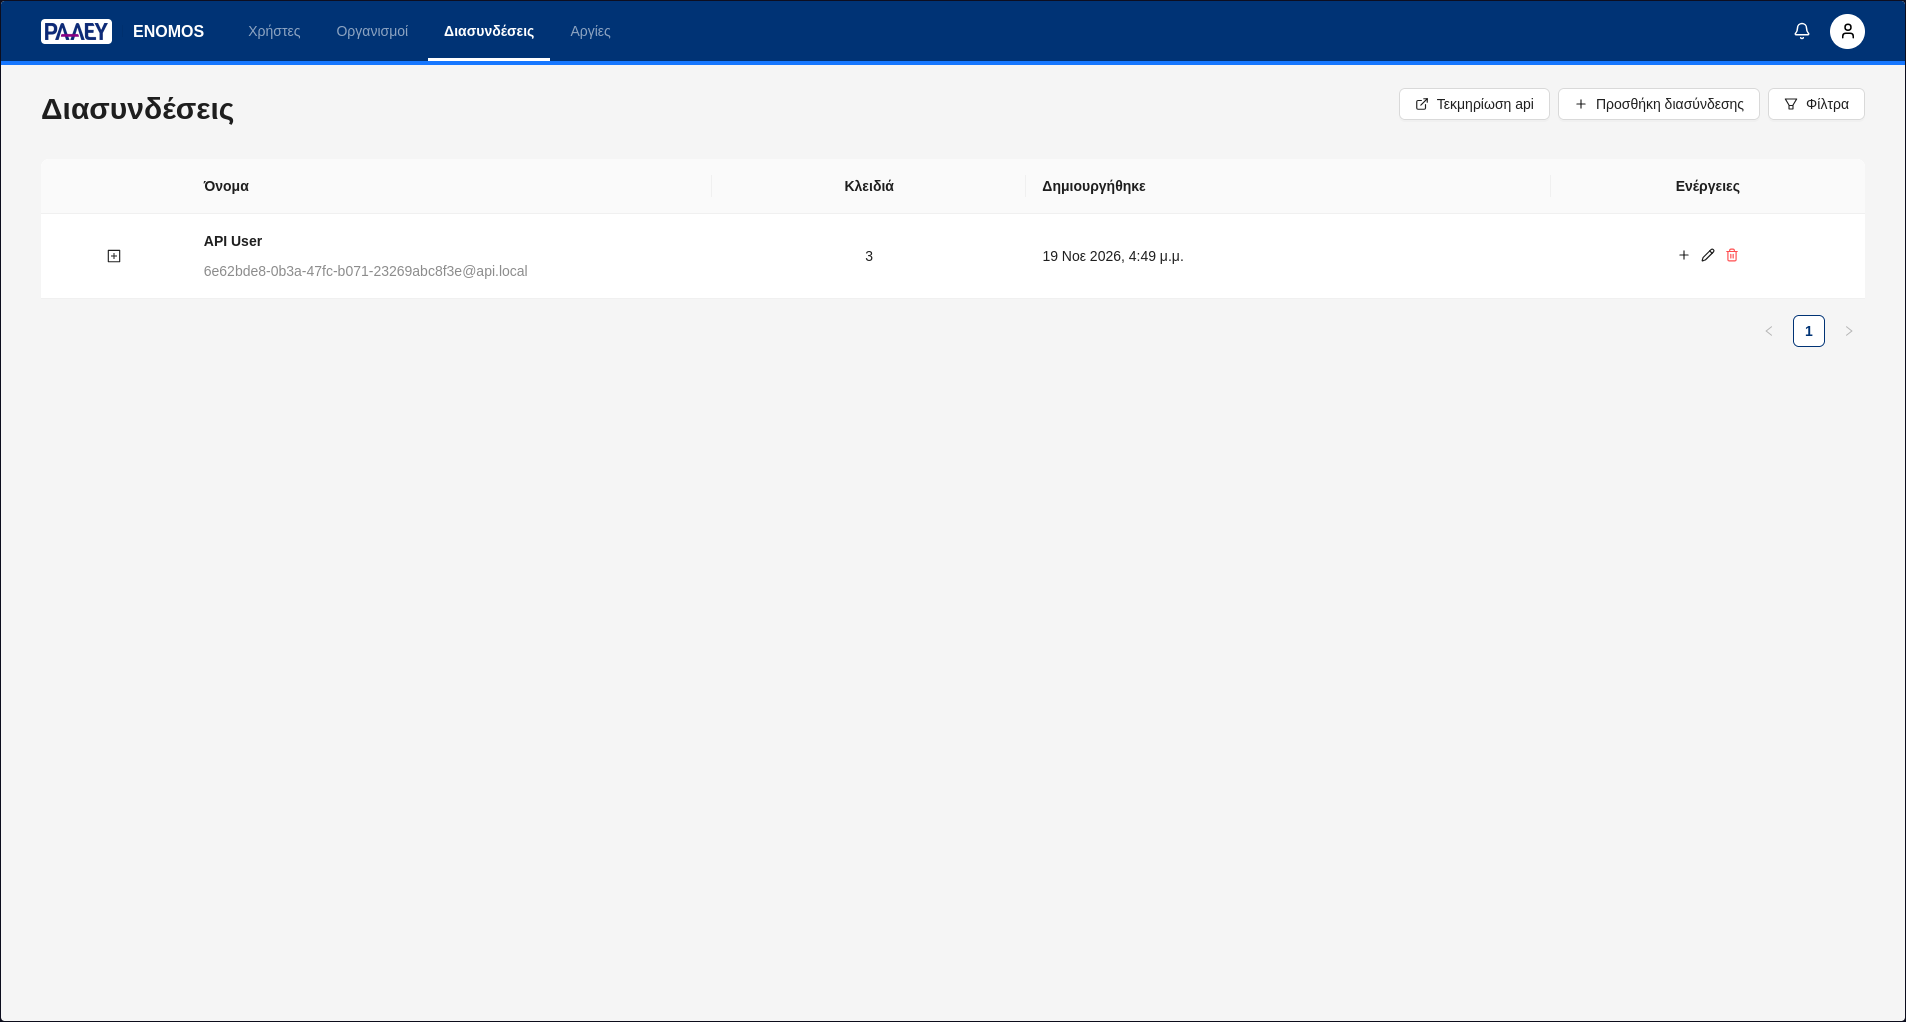 ΡΑΑΕΥ
ENOMOS
Χρήστες
Οργανισμοί
Διασυνδέσεις
Αργίες
Διασυνδέσεις
Τεκμηρίωση api
Προσθήκη διασύνδεσης
Φίλτρα
Όνομα
Κλειδιά
Δημιουργήθηκε
Ενέργειες
API User
6e62bde8-0b3a-47fc-b071-23269abc8f3e@api.local
3
19 Νοε 2026, 4:49 μ.μ.
1